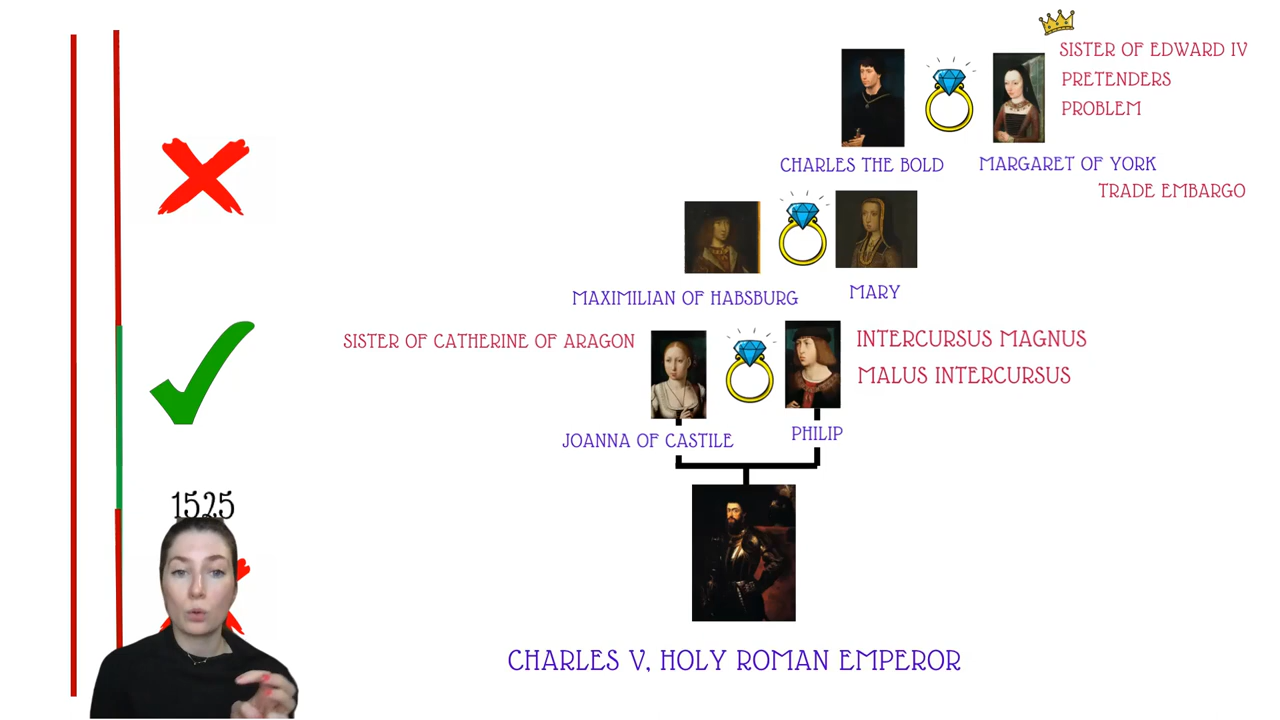 SISTER OF EDWARD IV
PRETENDERS
PROBLEM
CHARLES THE BOLD
MARGARET OF YORK
TRADE EMBARGO
MAXIMILIAN OF HABSBURG
MARY
SISTER OF CATHERINE OF ARAGON
INTERCURSUS MAGNUS
MALUS INTERCURSUS
JOANNA OF CASTILE
PHILIP
1525
CHARLES V, HOLY ROMAN EMPEROR